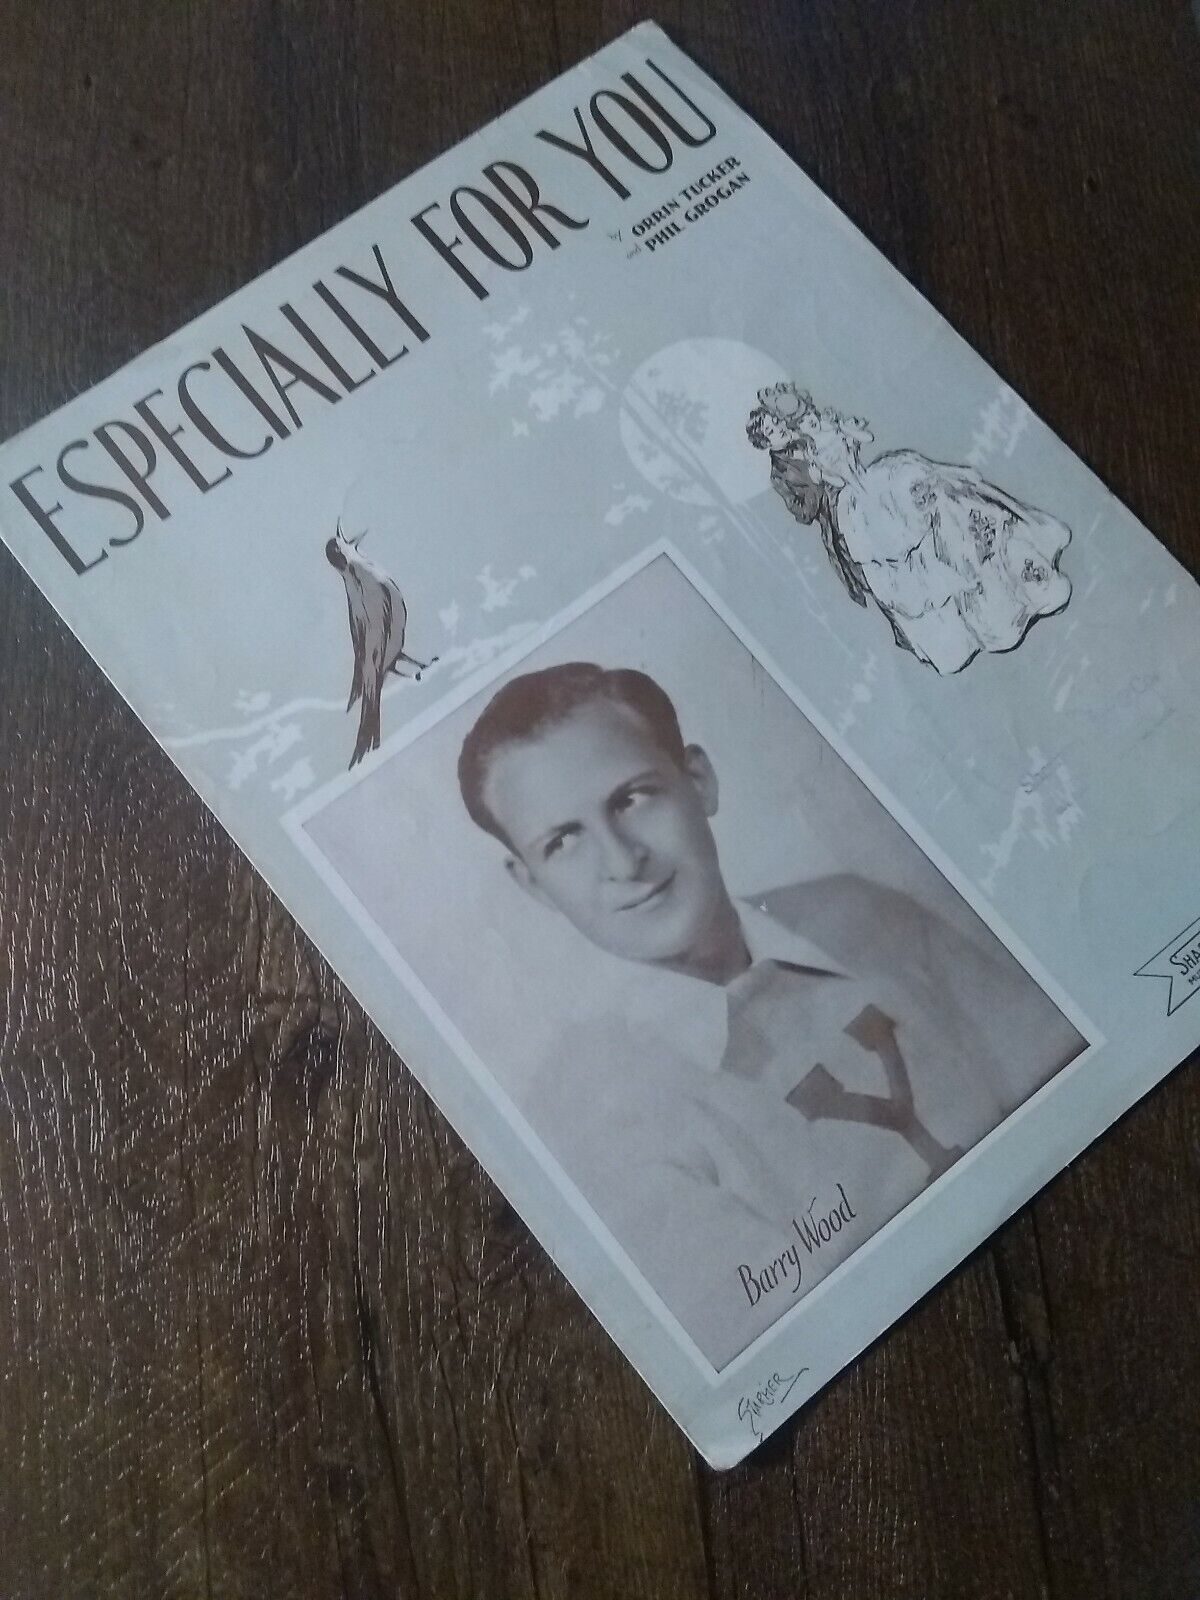 ESPECIALLY FOR YOU
by ORRIN TUCKER
and PHIL GROGAN
Y
Barry Wood